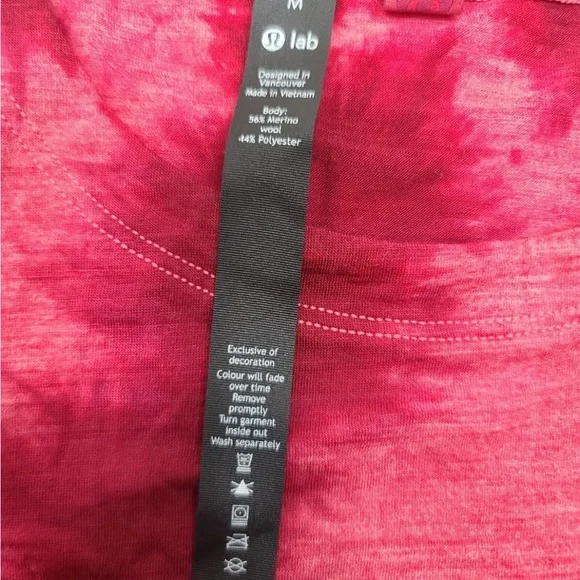 M
lab
Designed in
Vancouver
Made in Vietnam
Body:
56% Merino
wool
44% Polyester
Exclusive of
decoration
Colour will fade
over time
Remove
promptly
Turn garment
inside out
Wash separately